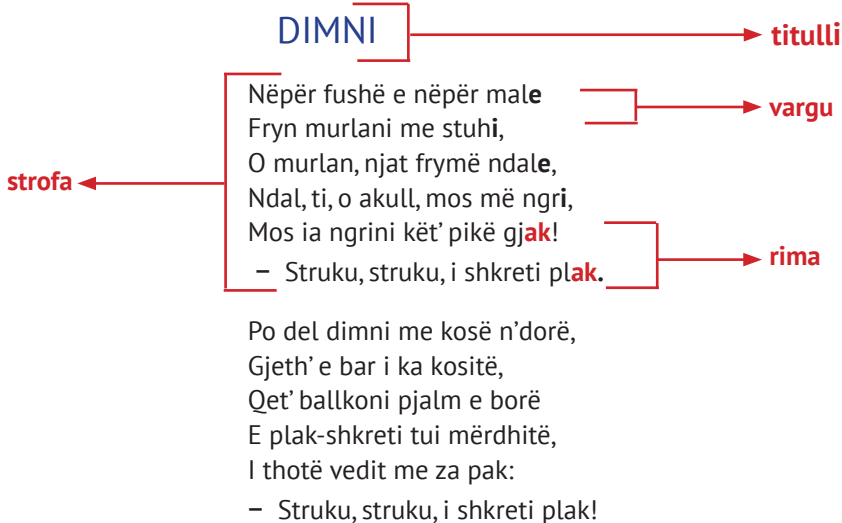 DIMNI
titulli
Nëpër fushë e nëpër male
vargu
Fryn murlani me stuhi,
O murlan, njat frymë ndale,
strofa
Ndal, ti, o akull, mos më ngri,
Mos ia ngrini kët’ pikë gjak!
rima
– Struku, struku, i shkreti plak.
Po del dimni me kosë n’dorë,
Gjeth’ e bar i ka kositë,
Qet’ ballkoni pjalm e borë
E plak-shkreti tui mërdhitë,
I thotë vedit me za pak:
– Struku, struku, i shkreti plak!